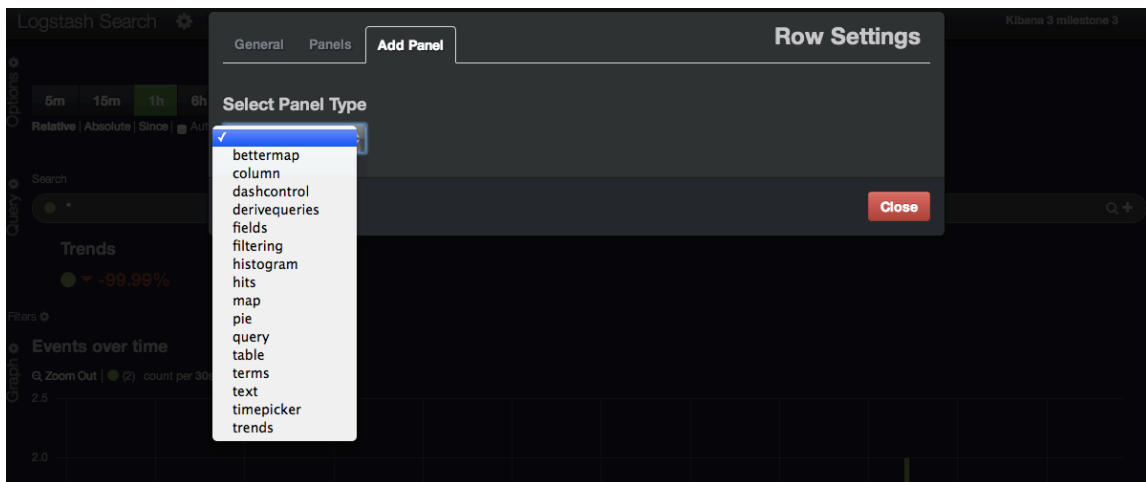 Logstash Search
Kibana 3 milestone 3
General Panels Add Panel
Row Settings
Options
5m 15m 1h 6h
Relative | Absolute | Since | Aut
Select Panel Type
✓
bettermap
column
dashcontrol
derivequeries
fields
filtering
histogram
hits
map
pie
query
table
terms
text
timepicker
trends
Close
Query
Search
*
Trends
-99.99%
Filters
Graph
Events over time
Zoom Out | (2) count per 30s
2.5
2.0